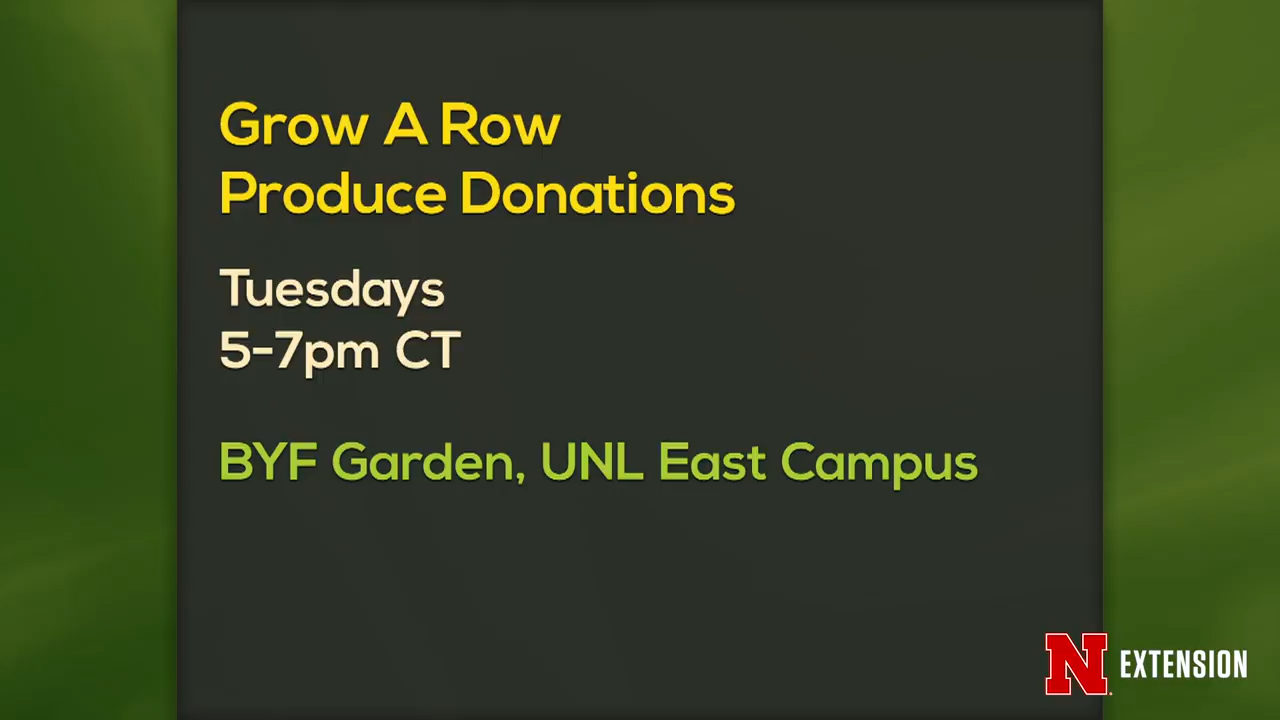 Grow A Row
Produce Donations
Tuesdays
5-7pm CT
BYF Garden, UNL East Campus
N EXTENSION